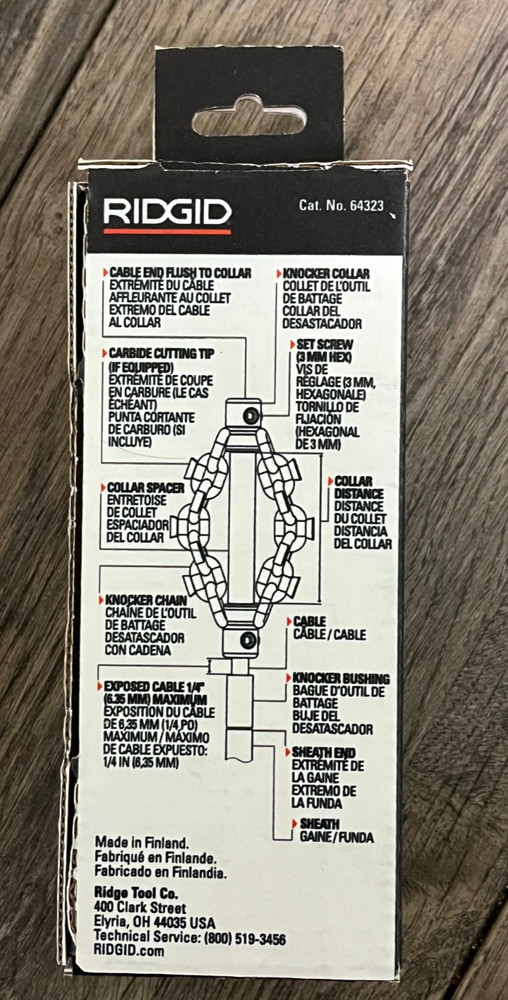 RIDGID
Cat. No. 64323
CABLE END FLUSH TO COLLAR
EXTRÉMITÉ DU CÂBLE
AFFLEURANTE AU COLLET
EXTREMO DEL CABLE
AL COLLAR
KNOCKER COLLAR
COLLET DE L'OUTIL
DE BATTAGE
COLLAR DEL
DESASTACADOR
SET SCREW
(3 MM HEX)
VIS DE
RÉGLAGE (3 MM,
HEXAGONALE)
TORNILLO DE
FIJACIÓN
(HEXAGONAL
DE 3 MM)
CARBIDE CUTTING TIP
(IF EQUIPPED)
EXTRÉMITÉ DE COUPE
EN CARBURE (LE CAS
ÉCHÉANT)
PUNTA CORTANTE
DE CARBURO (SI
INCLUYE)
COLLAR SPACER
ENTRETOISE
DE COLLET
ESPACIADOR
DEL COLLAR
COLLAR
DISTANCE
DISTANCE
DU COLLET
DISTANCIA
DEL COLLAR
KNOCKER CHAIN
CHAÎNE DE L'OUTIL
DE BATTAGE
DESATASCADOR
CON CADENA
CABLE
CÂBLE / CABLE
EXPOSED CABLE 1/4"
(6.35 MM) MAXIMUM
EXPOSITION DU CÂBLE
DE 6,35 MM (1/4 PO)
MAXIMUM / MÁXIMO
DE CABLE EXPUESTO:
1/4 IN (6,35 MM)
KNOCKER BUSHING
BAGUE D'OUTIL DE
BATTAGE
BUJE DEL
DESATASCADOR
SHEATH END
EXTRÉMITÉ DE
LA GAINE
EXTREMO DE
LA FUNDA
SHEATH
GAINE / FUNDA
Made in Finland.
Fabriqué en Finlande.
Fabricado en Finlandia.
Ridge Tool Co.
400 Clark Street
Elyria, OH 44035 USA
Technical Service: (800) 519-3456
RIDGID.com